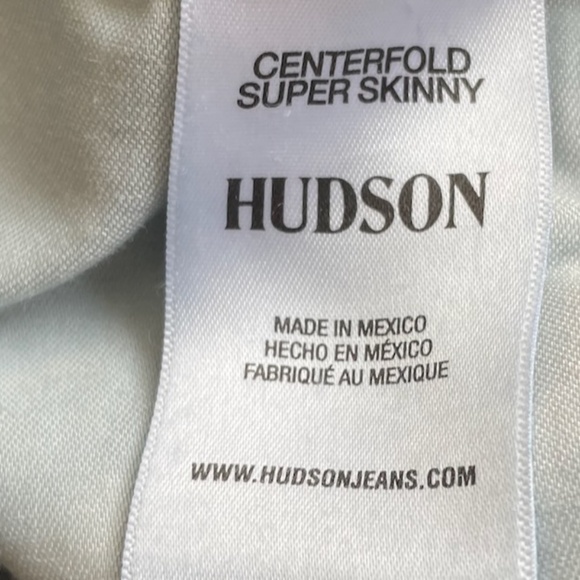 CENTERFOLD
SUPER SKINNY
HUDSON
MADE IN MEXICO
HECHO EN MÉXICO
FABRIQUÉ AU MEXIQUE
WWW.HUDSONJEANS.COM